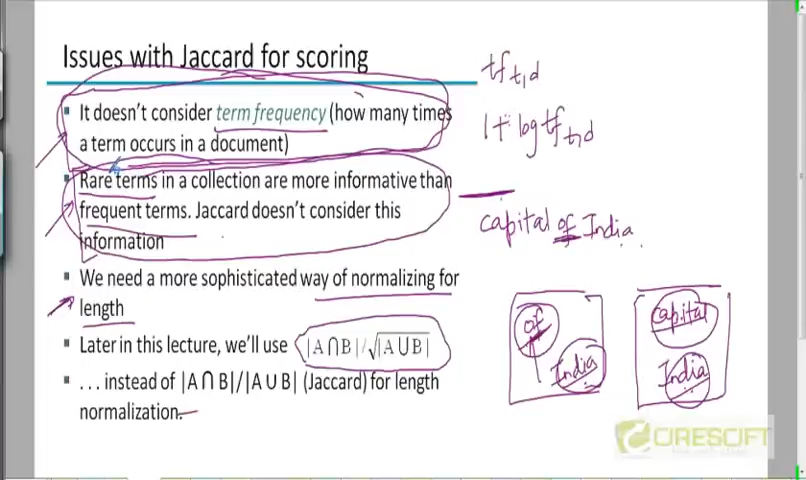 Issues with Jaccard for scoring
It doesn't consider term frequency (how many times
a term occurs in a document)
Rare terms in a collection are more informative than
frequent terms. Jaccard doesn't consider this
information
We need a more sophisticated way of normalizing for
length
Later in this lecture, we'll use |A ∩ B|/√|A ∪ B|
... instead of |A ∩ B|/|A ∪ B| (Jaccard) for length
normalization.
tf t,d
1 + log tf t,d
capital of India
of
India
capital
India